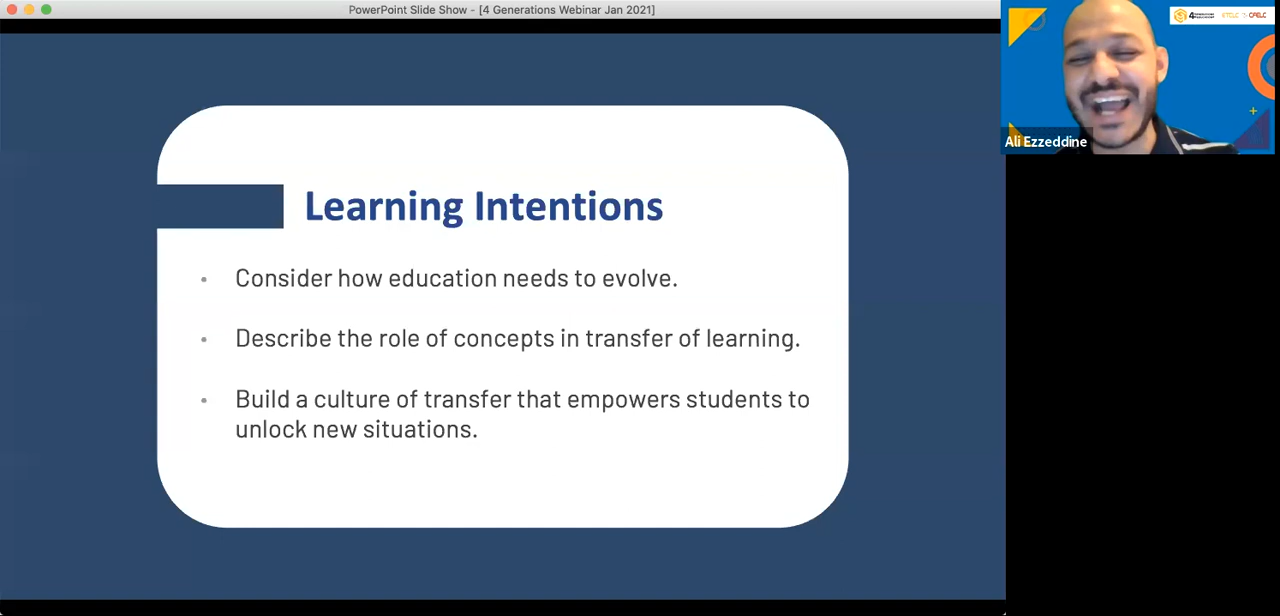 PowerPoint Slide Show - [4 Generations Webinar Jan 2021]
Ali Ezzeddine
Learning Intentions
• Consider how education needs to evolve.
• Describe the role of concepts in transfer of learning.
• Build a culture of transfer that empowers students to
unlock new situations.